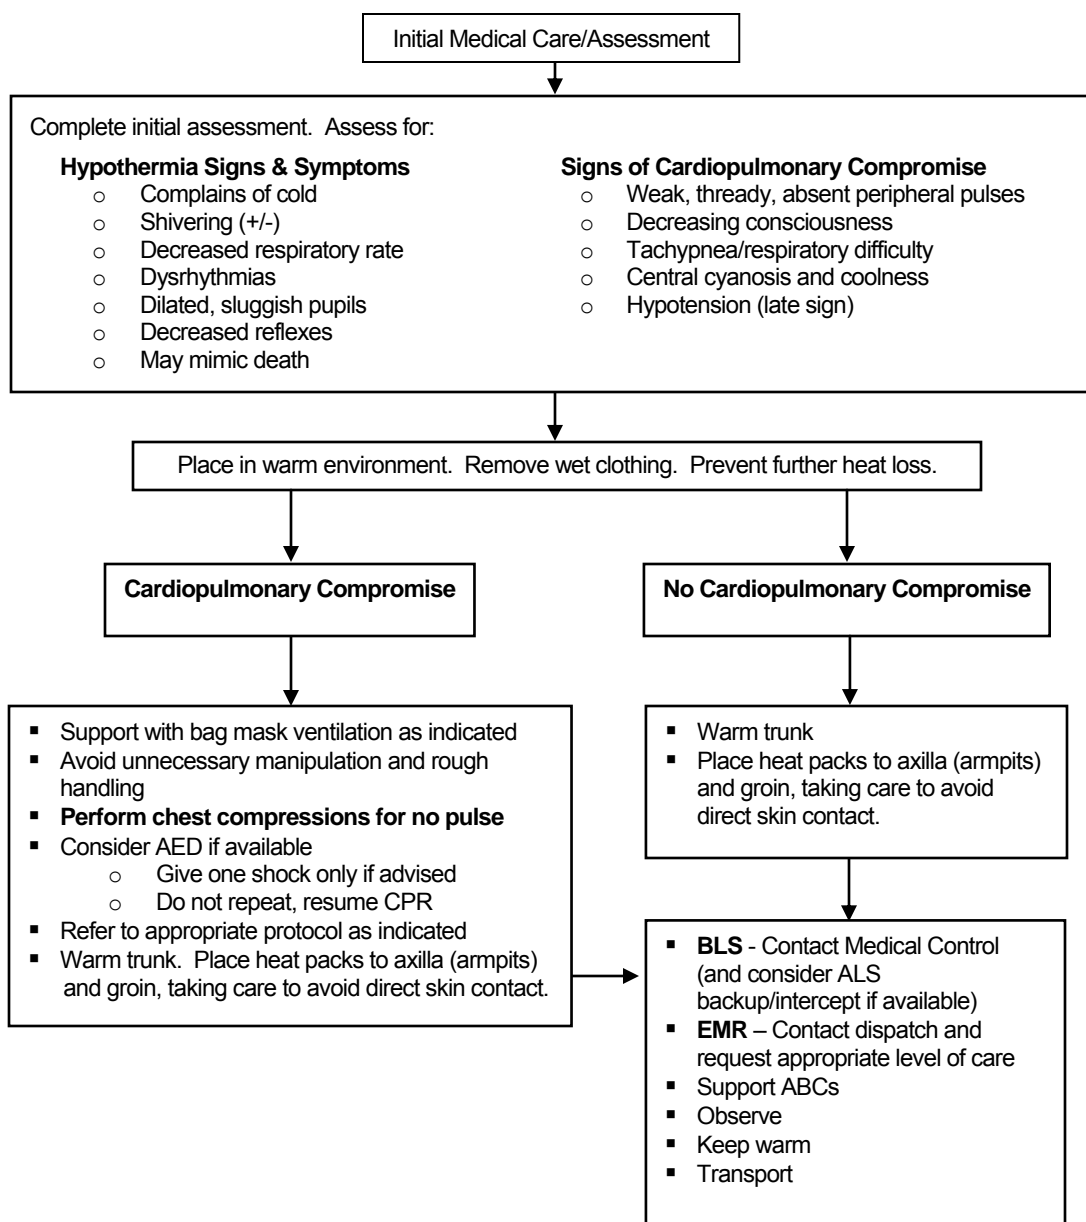 Initial Medical Care/Assessment
Complete initial assessment.  Assess for:
Hypothermia Signs & Symptoms
o Complains of cold
o Shivering (+/-)
o Decreased respiratory rate
o Dysrhythmias
o Dilated, sluggish pupils
o Decreased reflexes
o May mimic death
Signs of Cardiopulmonary Compromise
o Weak, thready, absent peripheral pulses
o Decreasing consciousness
o Tachypnea/respiratory difficulty
o Central cyanosis and coolness
o Hypotension (late sign)
Place in warm environment.  Remove wet clothing.  Prevent further heat loss.
Cardiopulmonary Compromise
▪ Support with bag mask ventilation as indicated
▪ Avoid unnecessary manipulation and rough
handling
▪ Perform chest compressions for no pulse
▪ Consider AED if available
o Give one shock only if advised
o Do not repeat, resume CPR
▪ Refer to appropriate protocol as indicated
▪ Warm trunk.  Place heat packs to axilla (armpits)
and groin, taking care to avoid direct skin contact.
No Cardiopulmonary Compromise
▪ Warm trunk
▪ Place heat packs to axilla (armpits)
and groin, taking care to avoid
direct skin contact.
▪ BLS - Contact Medical Control
(and consider ALS
backup/intercept if available)
▪ EMR – Contact dispatch and
request appropriate level of care
▪ Support ABCs
▪ Observe
▪ Keep warm
▪ Transport